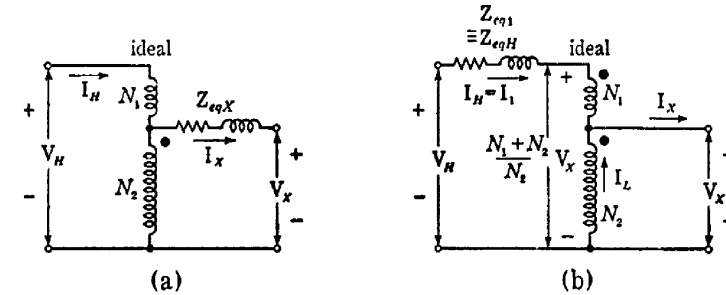 ideal
I_H
N_1
Z_eqX
+
V_H
I_X
+
−
N_2
V_X
−
(a)
Z_eq1
≡ Z_eqH
ideal
+
I_H = I_1
+
N_1
I_X
V_H
N_1 + N_2
N_2
V_X
I_L
V_X
−
N_2
−
(b)